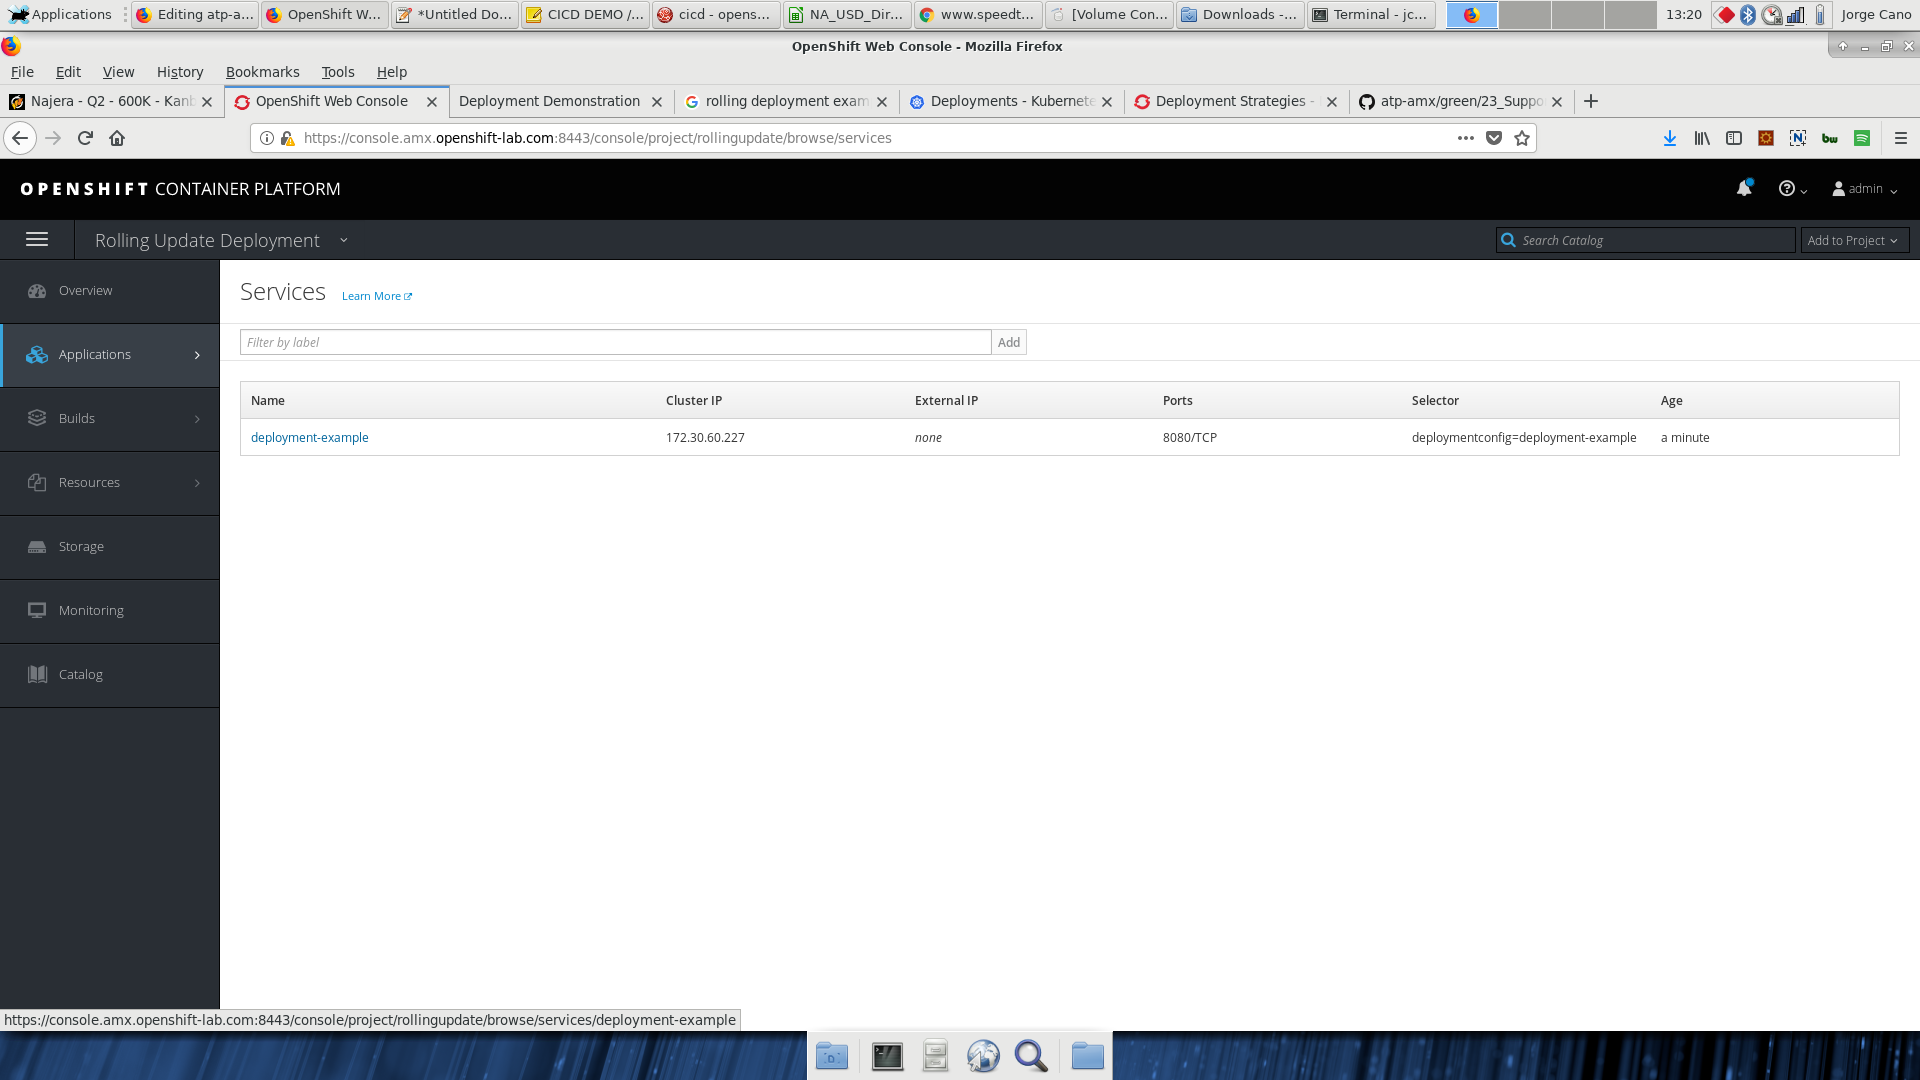 Applications
Editing atp-a...
OpenShift W...
*Untitled Do...
CICD DEMO /...
cicd - opens...
NA_USD_Dir...
www.speedt...
[Volume Con...
Downloads -...
Terminal - jc...
13:20
Jorge Cano
OpenShift Web Console - Mozilla Firefox
File Edit View History Bookmarks Tools Help
Najera - Q2 - 600K - Kan
OpenShift Web Console
Deployment Demonstration
rolling deployment exam
Deployments - Kubernete
Deployment Strategies -
atp-amx/green/23_Suppo
https://console.amx.openshift-lab.com:8443/console/project/rollingupdate/browse/services
OPENSHIFT CONTAINER PLATFORM
admin
Rolling Update Deployment
Search Catalog
Add to Project
Overview
Applications
Builds
Resources
Storage
Monitoring
Catalog
Services Learn More
Filter by label
Add
Name Cluster IP External IP Ports Selector Age
deployment-example 172.30.60.227 none 8080/TCP deploymentconfig=deployment-example a minute
https://console.amx.openshift-lab.com:8443/console/project/rollingupdate/browse/services/deployment-example